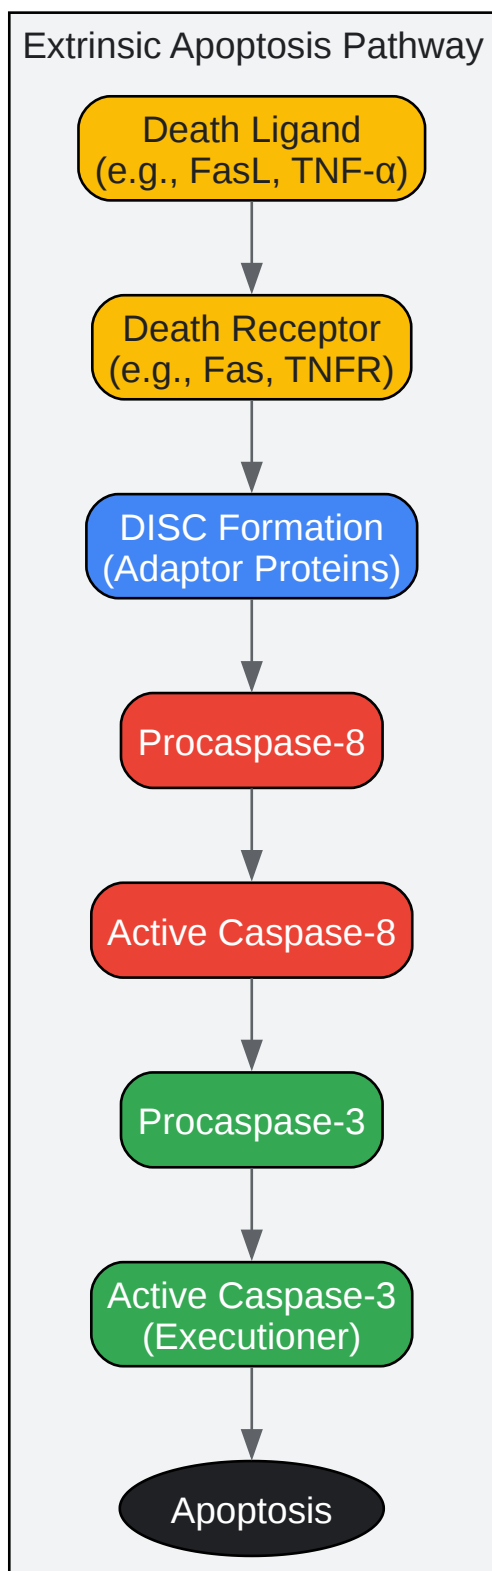 Extrinsic Apoptosis Pathway
Death Ligand
(e.g., FasL, TNF-α)
Death Receptor
(e.g., Fas, TNFR)
DISC Formation
(Adaptor Proteins)
Procaspase-8
Active Caspase-8
Procaspase-3
Active Caspase-3
(Executioner)
Apoptosis